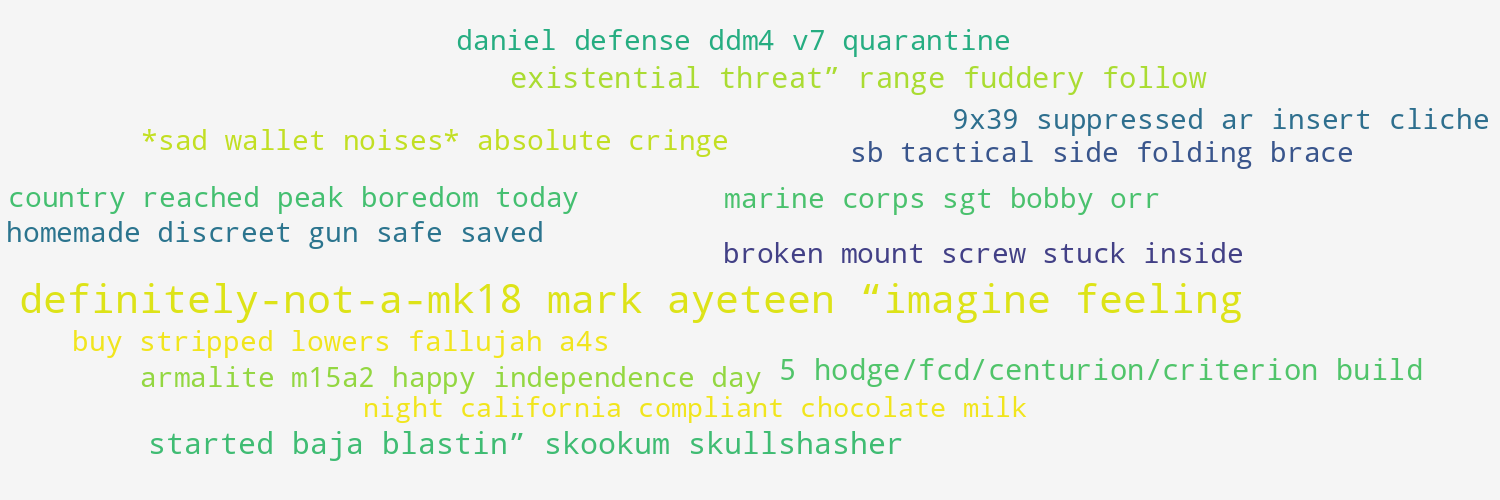 daniel defense ddm4 v7 quarantine
existential threat” range fuddery follow
9x39 suppressed ar insert cliche
*sad wallet noises* absolute cringe
sb tactical side folding brace
country reached peak boredom today
marine corps sgt bobby orr
homemade discreet gun safe saved
broken mount screw stuck inside
definitely-not-a-mk18 mark ayeteen “imagine feeling
buy stripped lowers fallujah a4s
5 hodge/fcd/centurion/criterion build
armalite m15a2 happy independence day
night california compliant chocolate milk
started baja blastin” skookum skullshasher